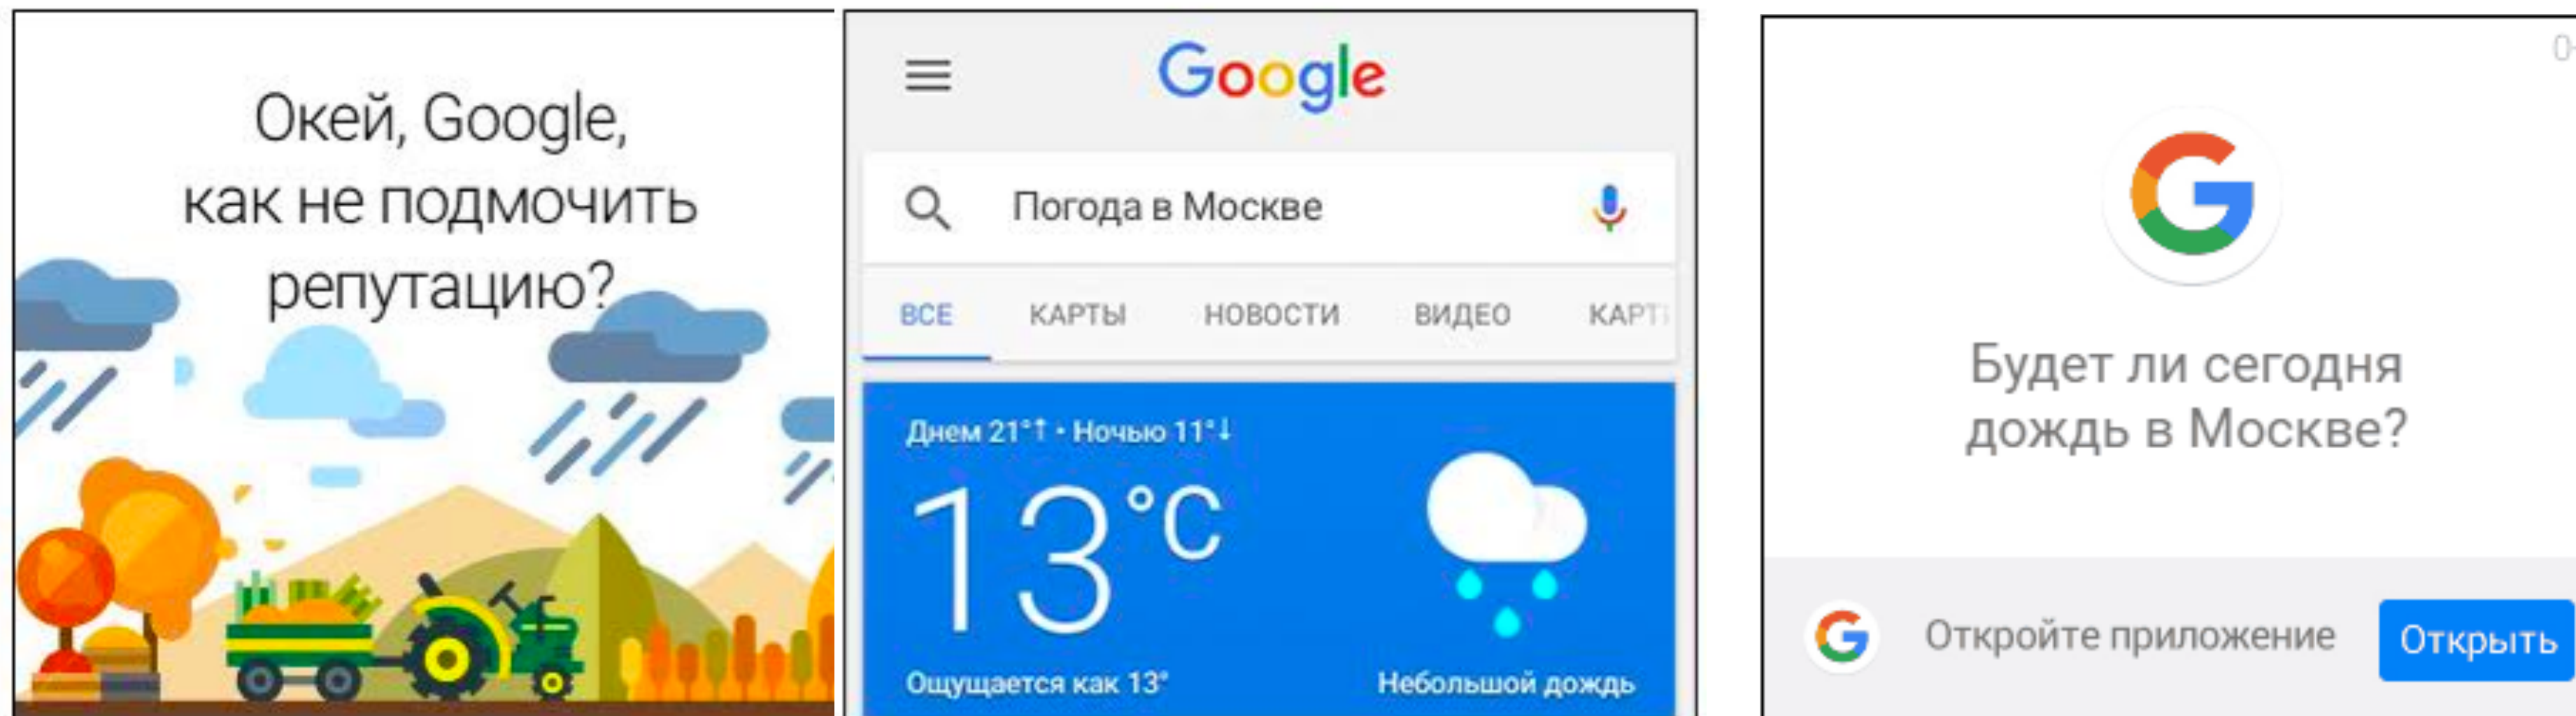 Окей, Google,
как не подмочить
репутацию?
Google
Погода в Москве
ВСЕ КАРТЫ НОВОСТИ ВИДЕО КАРТ
Днем 21°↑ • Ночью 11°↓
13°C
Ощущается как 13°
Небольшой дождь
G
Будет ли сегодня
дождь в Москве?
G Откройте приложение
Открыть